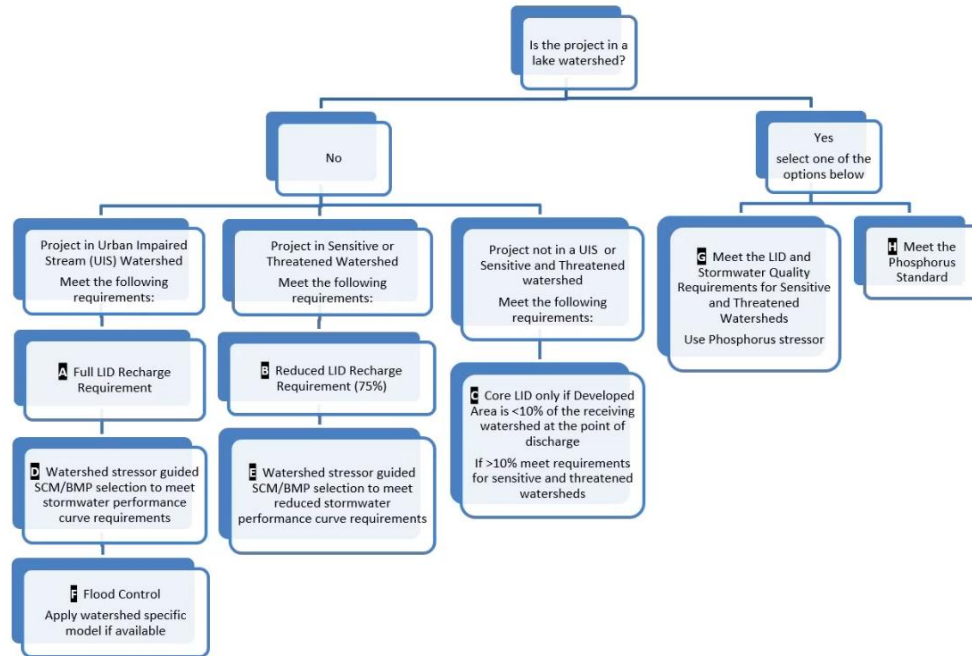 Is the project in a
lake watershed?
No
Yes
select one of the
options below
Project in Urban Impaired
Stream (UIS) Watershed
Meet the following
requirements:
Project in Sensitive or
Threatened Watershed
Meet the following
requirements:
Project not in a UIS or
Sensitive and Threatened
watershed
Meet the following
requirements:
G Meet the LID and
Stormwater Quality
Requirements for Sensitive
and Threatened
Watersheds
Use Phosphorus stressor
H Meet the
Phosphorus
Standard
A Full LID Recharge
Requirement
B Reduced LID Recharge
Requirement (75%)
C Core LID only if Developed
Area is <10% of the receiving
watershed at the point of
discharge
If >10% meet requirements
for sensitive and threatened
watersheds
D Watershed stressor guided
SCM/BMP selection to meet
stormwater performance
curve requirements
E Watershed stressor guided
SCM/BMP selection to meet
reduced stormwater
performance curve requirements
F Flood Control
Apply watershed specific
model if available